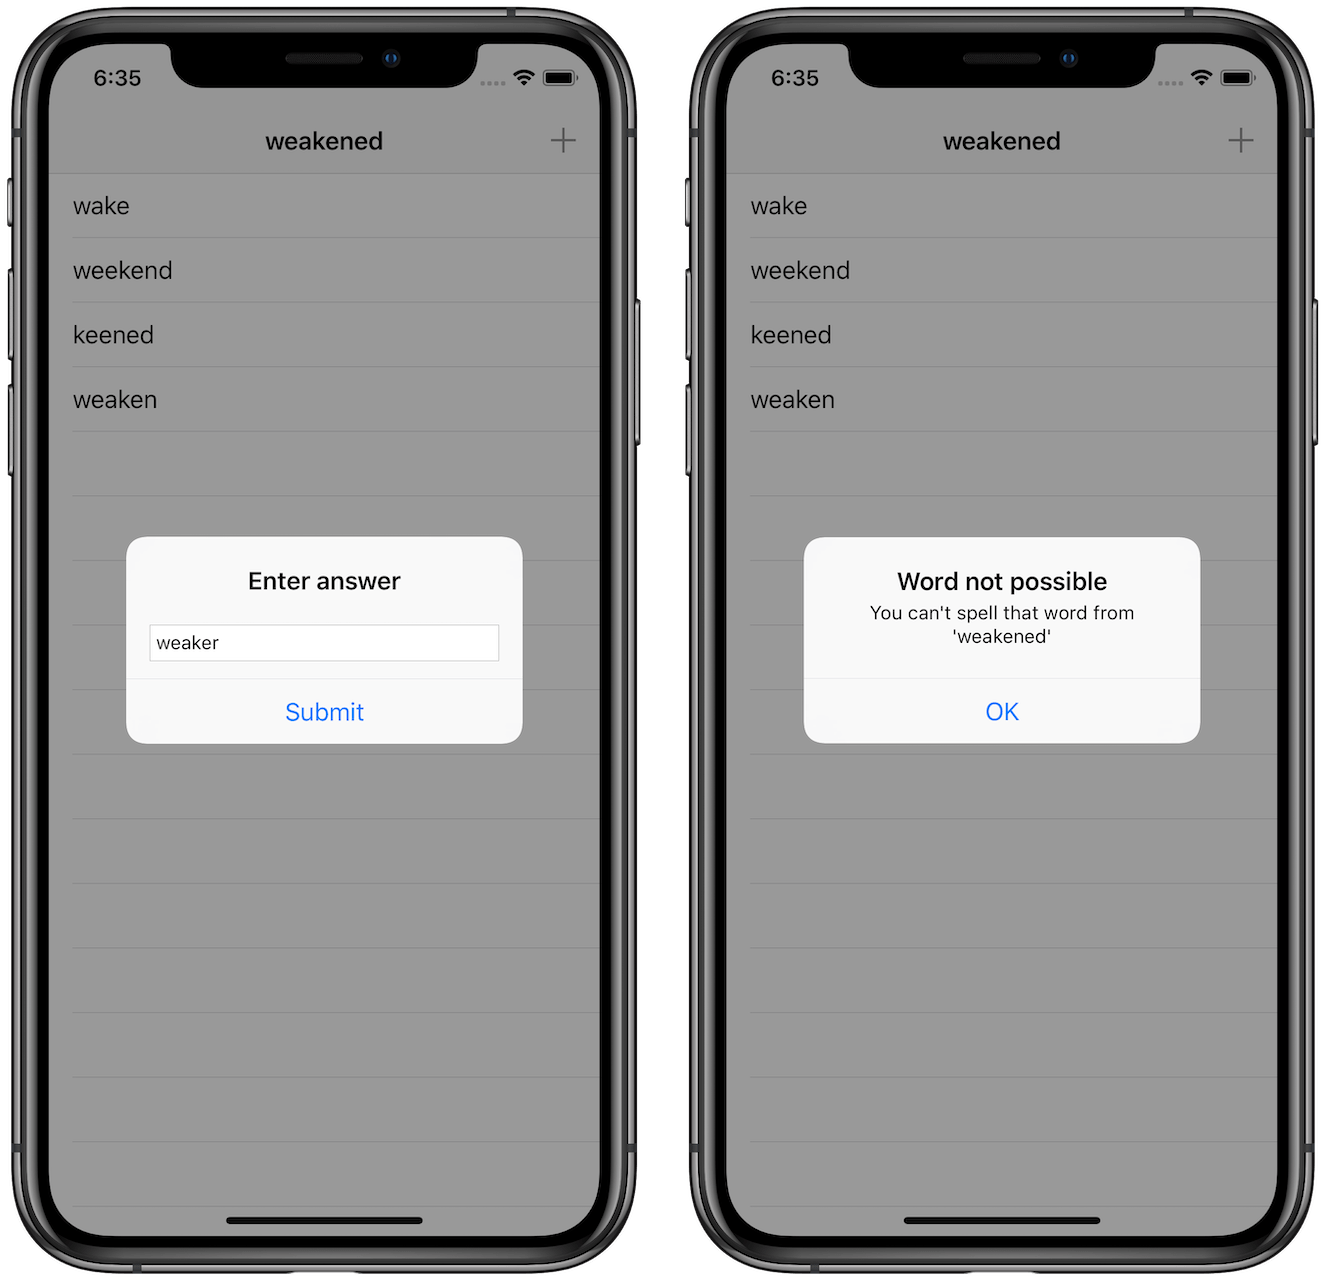 6:35
weakened
wake
weekend
keened
weaken
Enter answer
weaker
Submit
6:35
weakened
wake
weekend
keened
weaken
Word not possible
You can't spell that word from
'weakened'
OK